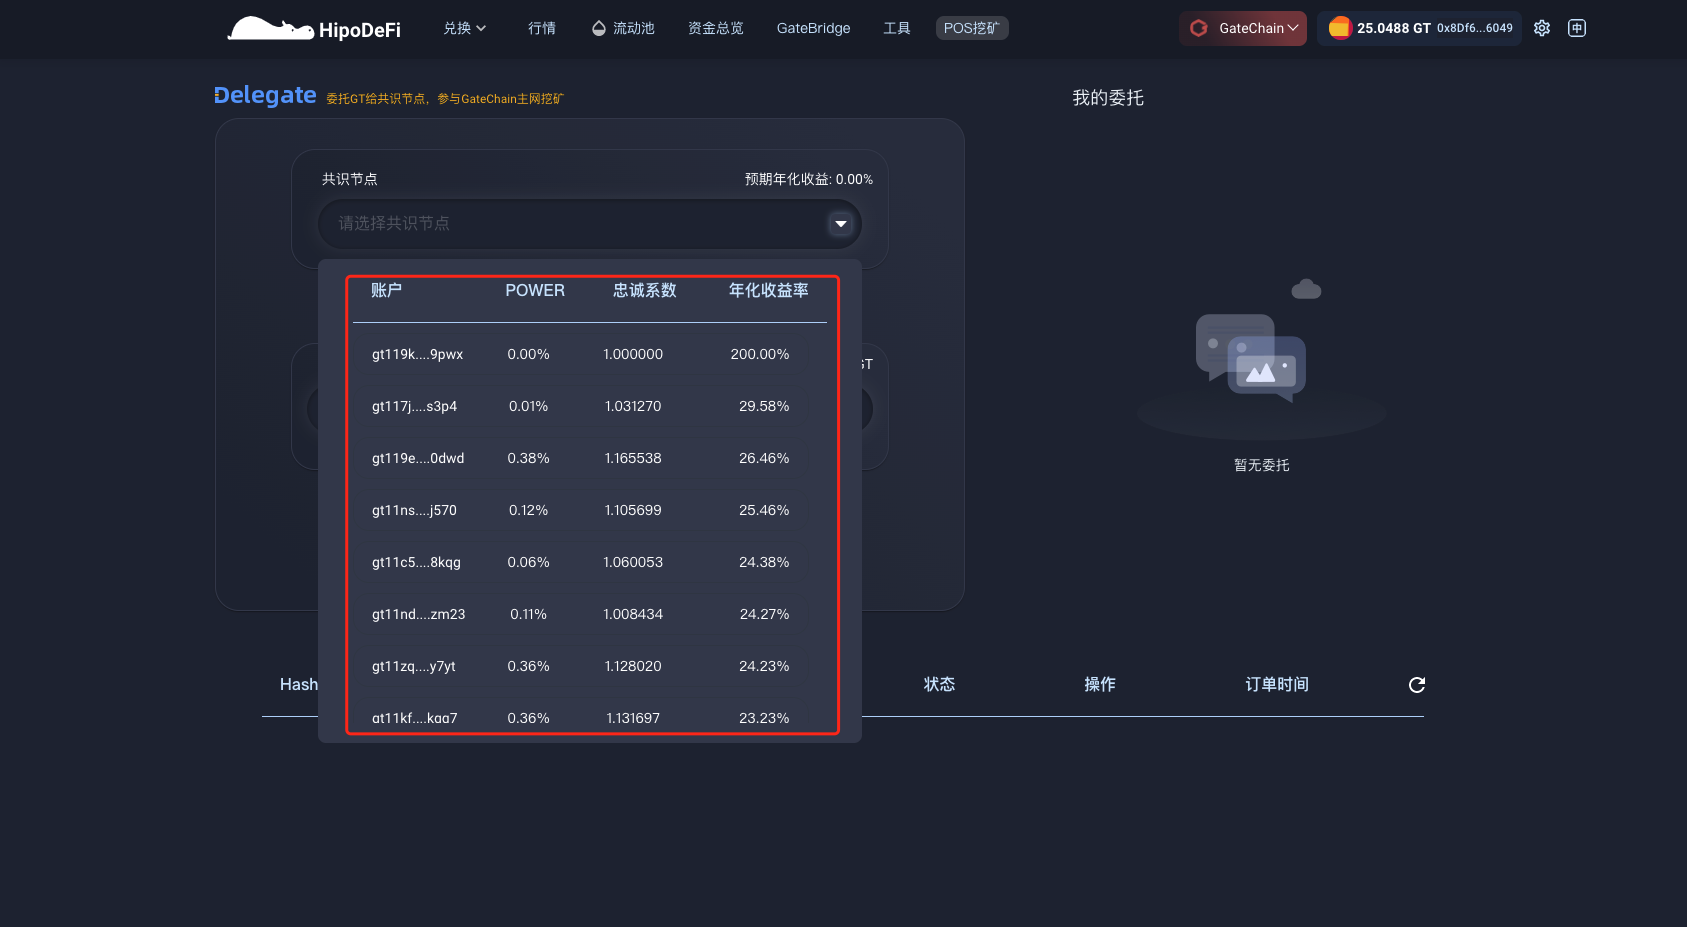 HipoDeFi 兑换 行情 流动池 资金总览 GateBridge 工具 POS挖矿 GateChain 25.0488 GT 0x8Df6...6049 中
Delegate 委托GT给共识节点，参与GateChain主网挖矿
我的委托
共识节点 预期年化收益: 0.00%
请选择共识节点
账户 POWER 忠诚系数 年化收益率
gt119k....9pwx 0.00% 1.000000 200.00%
GT
gt117j....s3p4 0.01% 1.031270 29.58%
gt119e....0dwd 0.38% 1.165538 26.46%
gt11ns....j570 0.12% 1.105699 25.46%
gt11c5....8kqg 0.06% 1.060053 24.38%
gt11nd....zm23 0.11% 1.008434 24.27%
gt11zq....y7yt 0.36% 1.128020 24.23%
gt11kf....kqq7 0.36% 1.131697 23.23%
暂无委托
Hash 状态 操作 订单时间